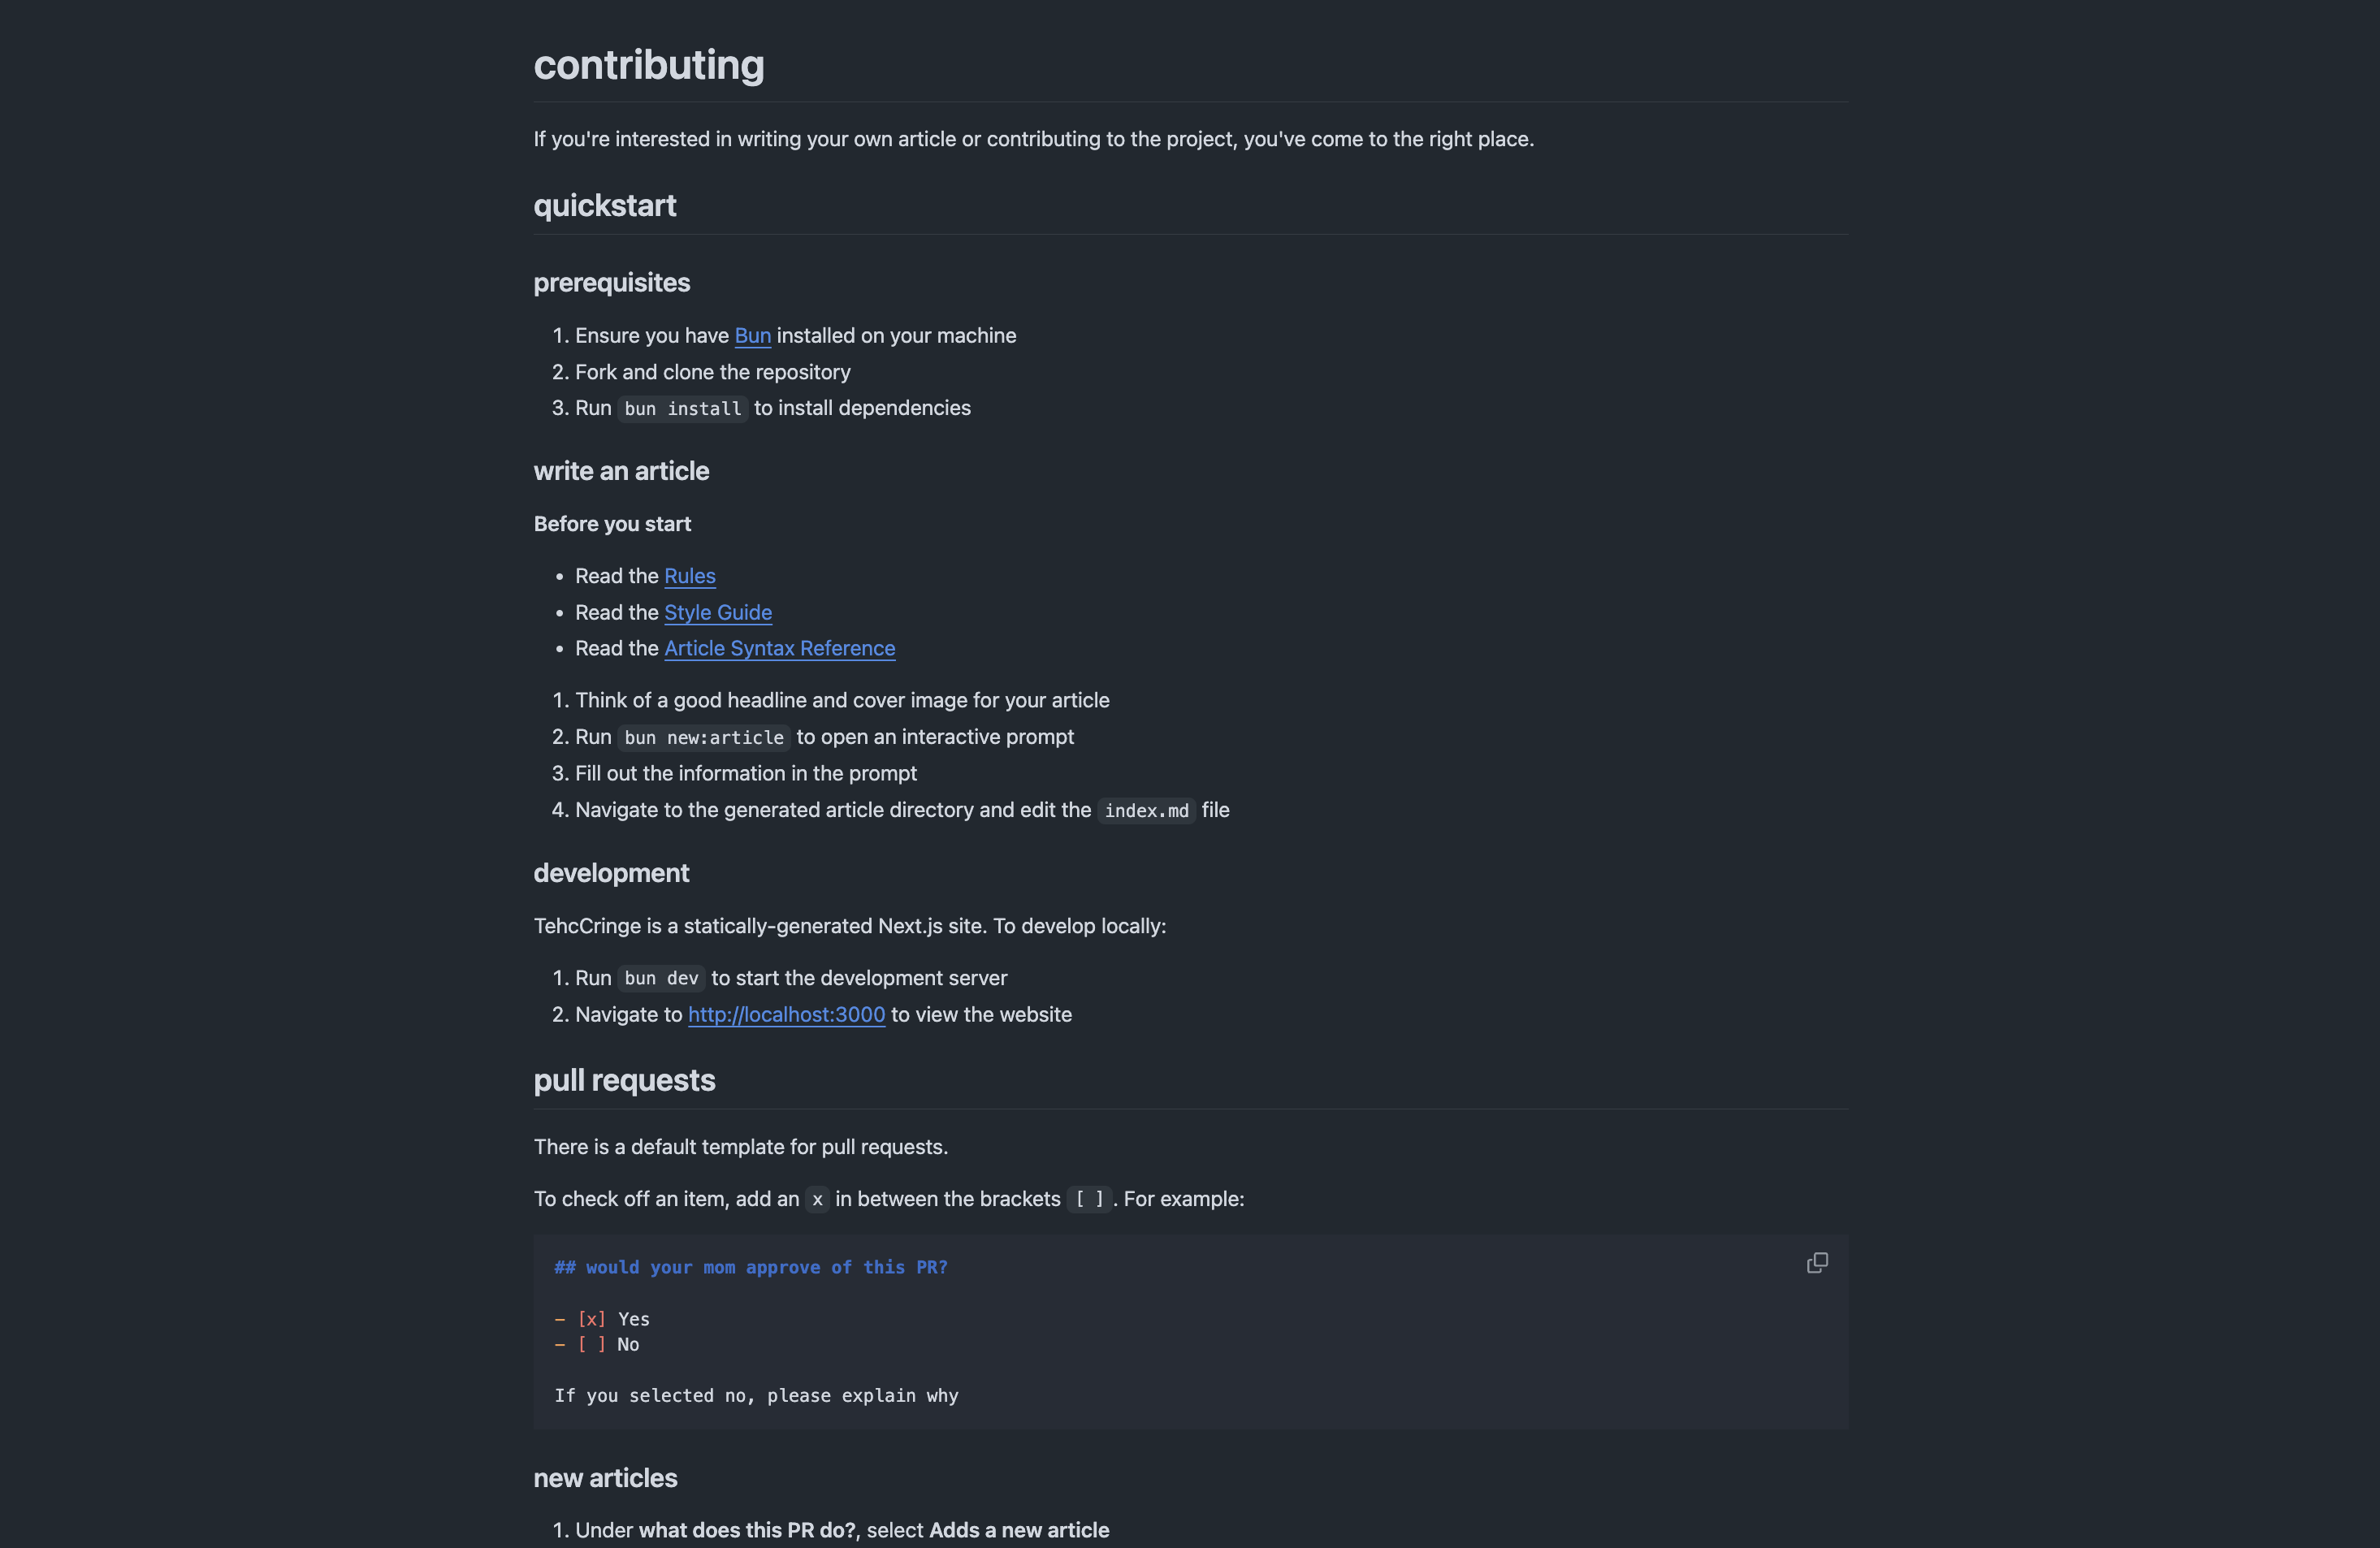 contributing
If you're interested in writing your own article or contributing to the project, you've come to the right place.
quickstart
prerequisites
1. Ensure you have Bun installed on your machine
2. Fork and clone the repository
3. Run bun install to install dependencies
write an article
Before you start
• Read the Rules
• Read the Style Guide
• Read the Article Syntax Reference
1. Think of a good headline and cover image for your article
2. Run bun new:article to open an interactive prompt
3. Fill out the information in the prompt
4. Navigate to the generated article directory and edit the index.md file
development
TehcCringe is a statically-generated Next.js site. To develop locally:
1. Run bun dev to start the development server
2. Navigate to http://localhost:3000 to view the website
pull requests
There is a default template for pull requests.
To check off an item, add an x in between the brackets [ ]. For example:
## would your mom approve of this PR?
- [x] Yes
- [ ] No
If you selected no, please explain why
new articles
1. Under what does this PR do?, select Adds a new article